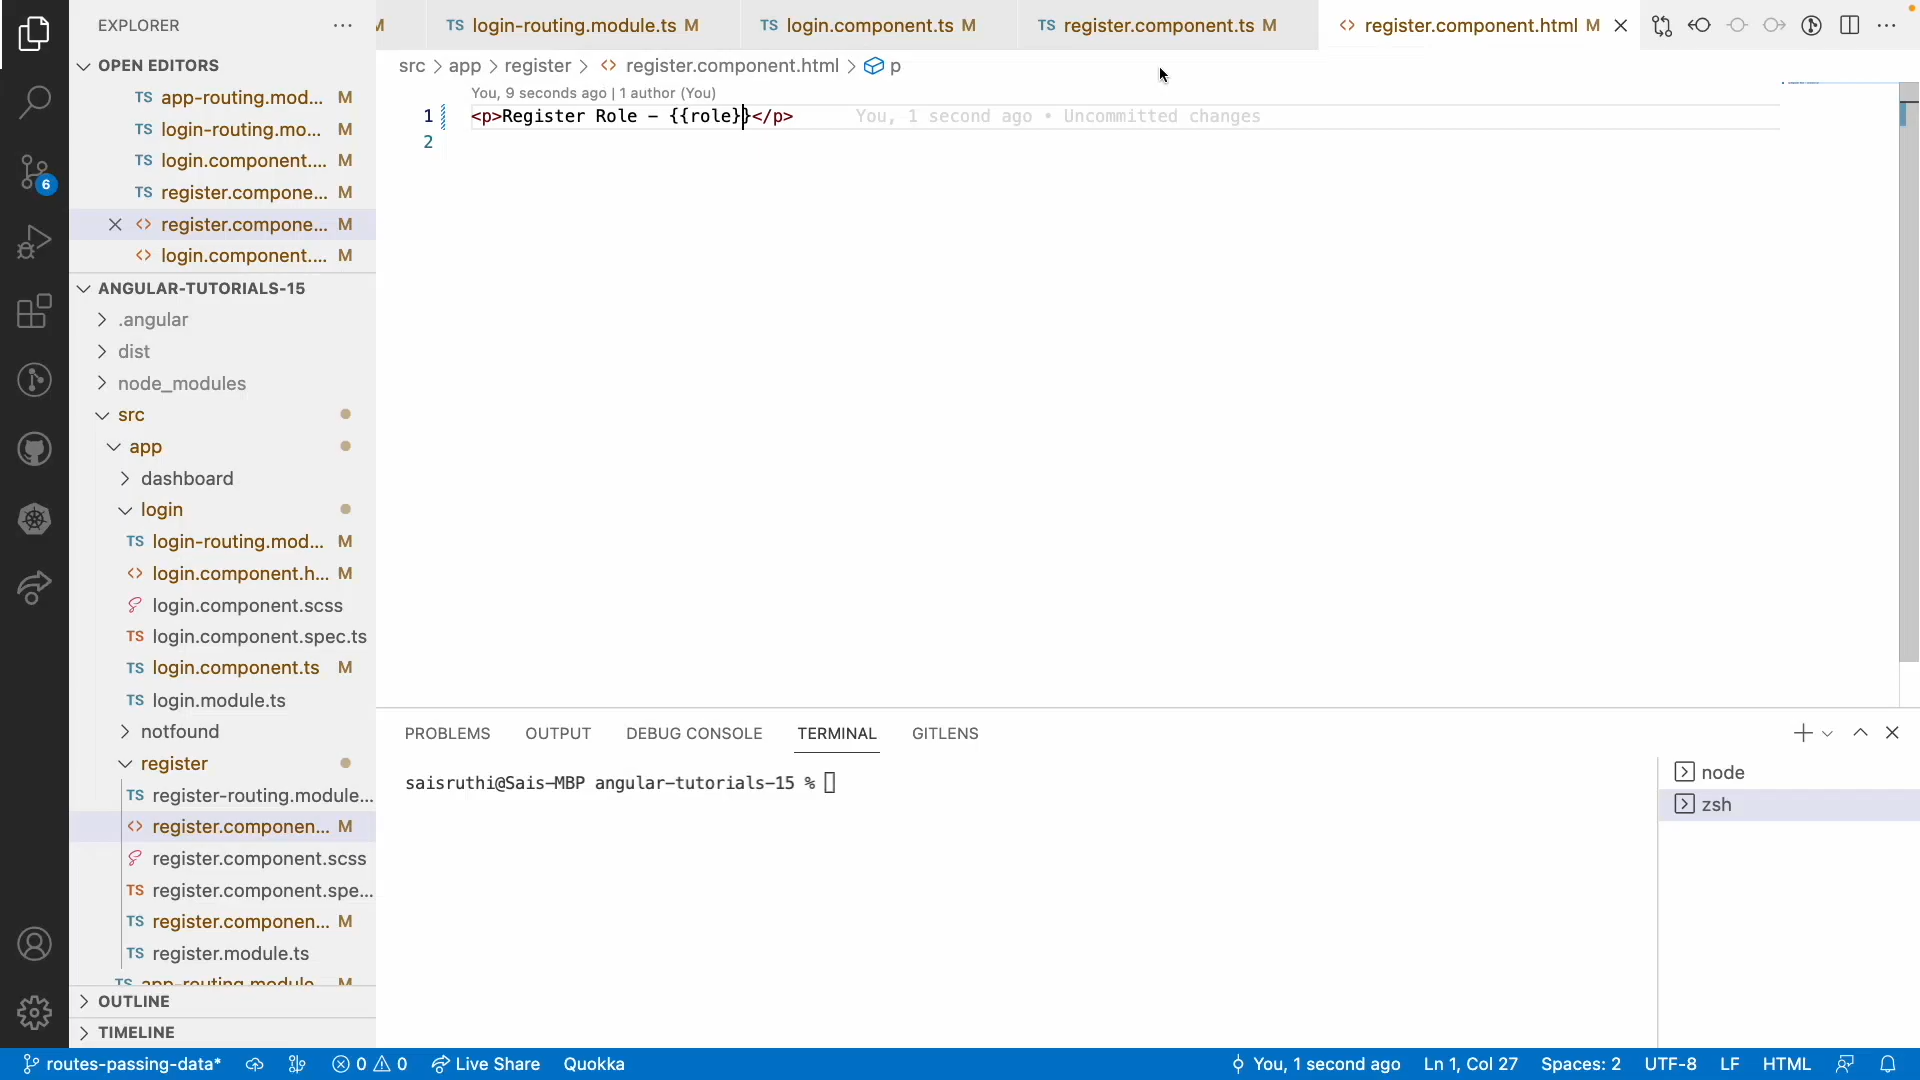 EXPLORER
M
TS login-routing.module.ts M
TS login.component.ts M
TS register.component.ts M
<> register.component.html M
OPEN EDITORS
TS app-routing.mod... M
TS login-routing.mo... M
TS login.component.... M
TS register.compone... M
<> register.compone... M
<> login.component.... M
src > app > register > <> register.component.html > p
You, 9 seconds ago | 1 author (You)
1 <p>Register Role - {{role}}</p> You, 1 second ago • Uncommitted changes
2
6
ANGULAR-TUTORIALS-15
.angular
dist
node_modules
src
app
dashboard
login
TS login-routing.mod... M
<> login.component.h... M
login.component.scss
TS login.component.spec.ts
TS login.component.ts M
TS login.module.ts
notfound
register
TS register-routing.module...
<> register.componen... M
register.component.scss
TS register.component.spe...
TS register.componen... M
TS register.module.ts
TS app-routing.module M
OUTLINE
TIMELINE
PROBLEMS OUTPUT DEBUG CONSOLE TERMINAL GITLENS
saisruthi@Sais-MBP angular-tutorials-15 %
node
zsh
routes-passing-data* 0 0 Live Share Quokka You, 1 second ago Ln 1, Col 27 Spaces: 2 UTF-8 LF HTML